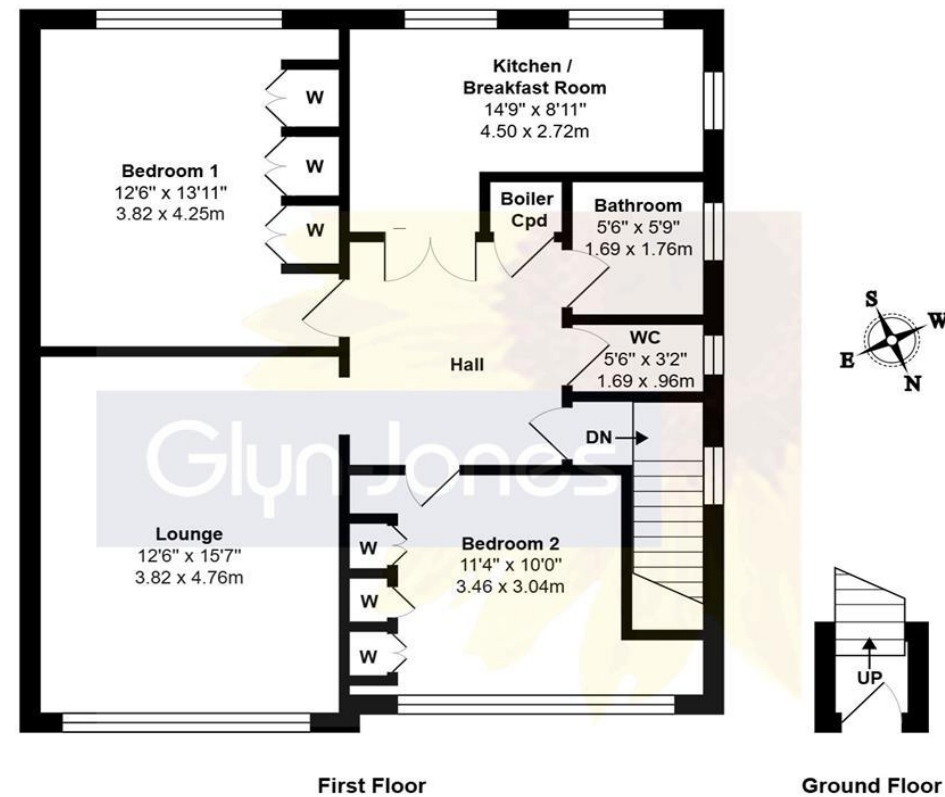 Kitchen /
Breakfast Room
14'9" x 8'11"
4.50 x 2.72m
W
W
W
Bedroom 1
12'6" x 13'11"
3.82 x 4.25m
Boiler
Cpd
Bathroom
5'6" x 5'9"
1.69 x 1.76m
S
W
E
N
WC
5'6" x 3'2"
1.69 x .96m
Hall
DN
Glyn Jones
Lounge
12'6" x 15'7"
3.82 x 4.76m
W
W
W
Bedroom 2
11'4" x 10'0"
3.46 x 3.04m
UP
First Floor
Ground Floor